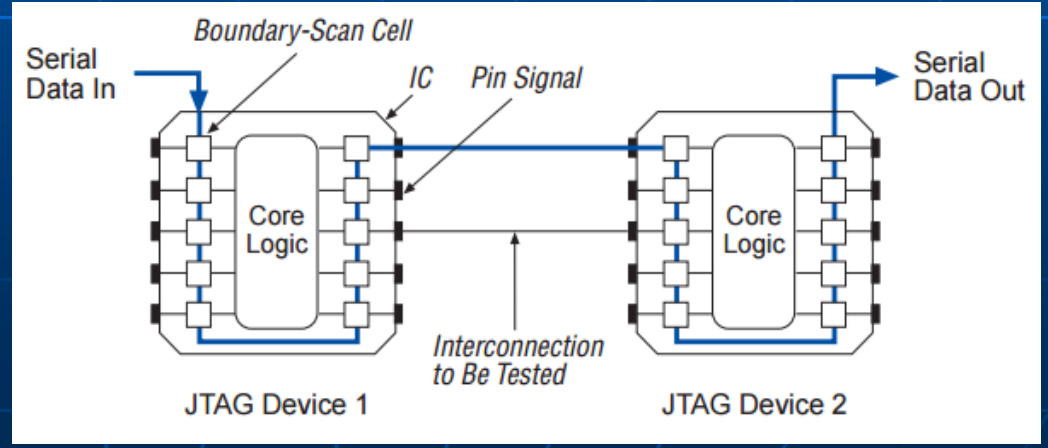 Boundary-Scan Cell
Serial
Data In
IC
Pin Signal
Serial
Data Out
Core
Logic
Core
Logic
Interconnection
to Be Tested
JTAG Device 1
JTAG Device 2